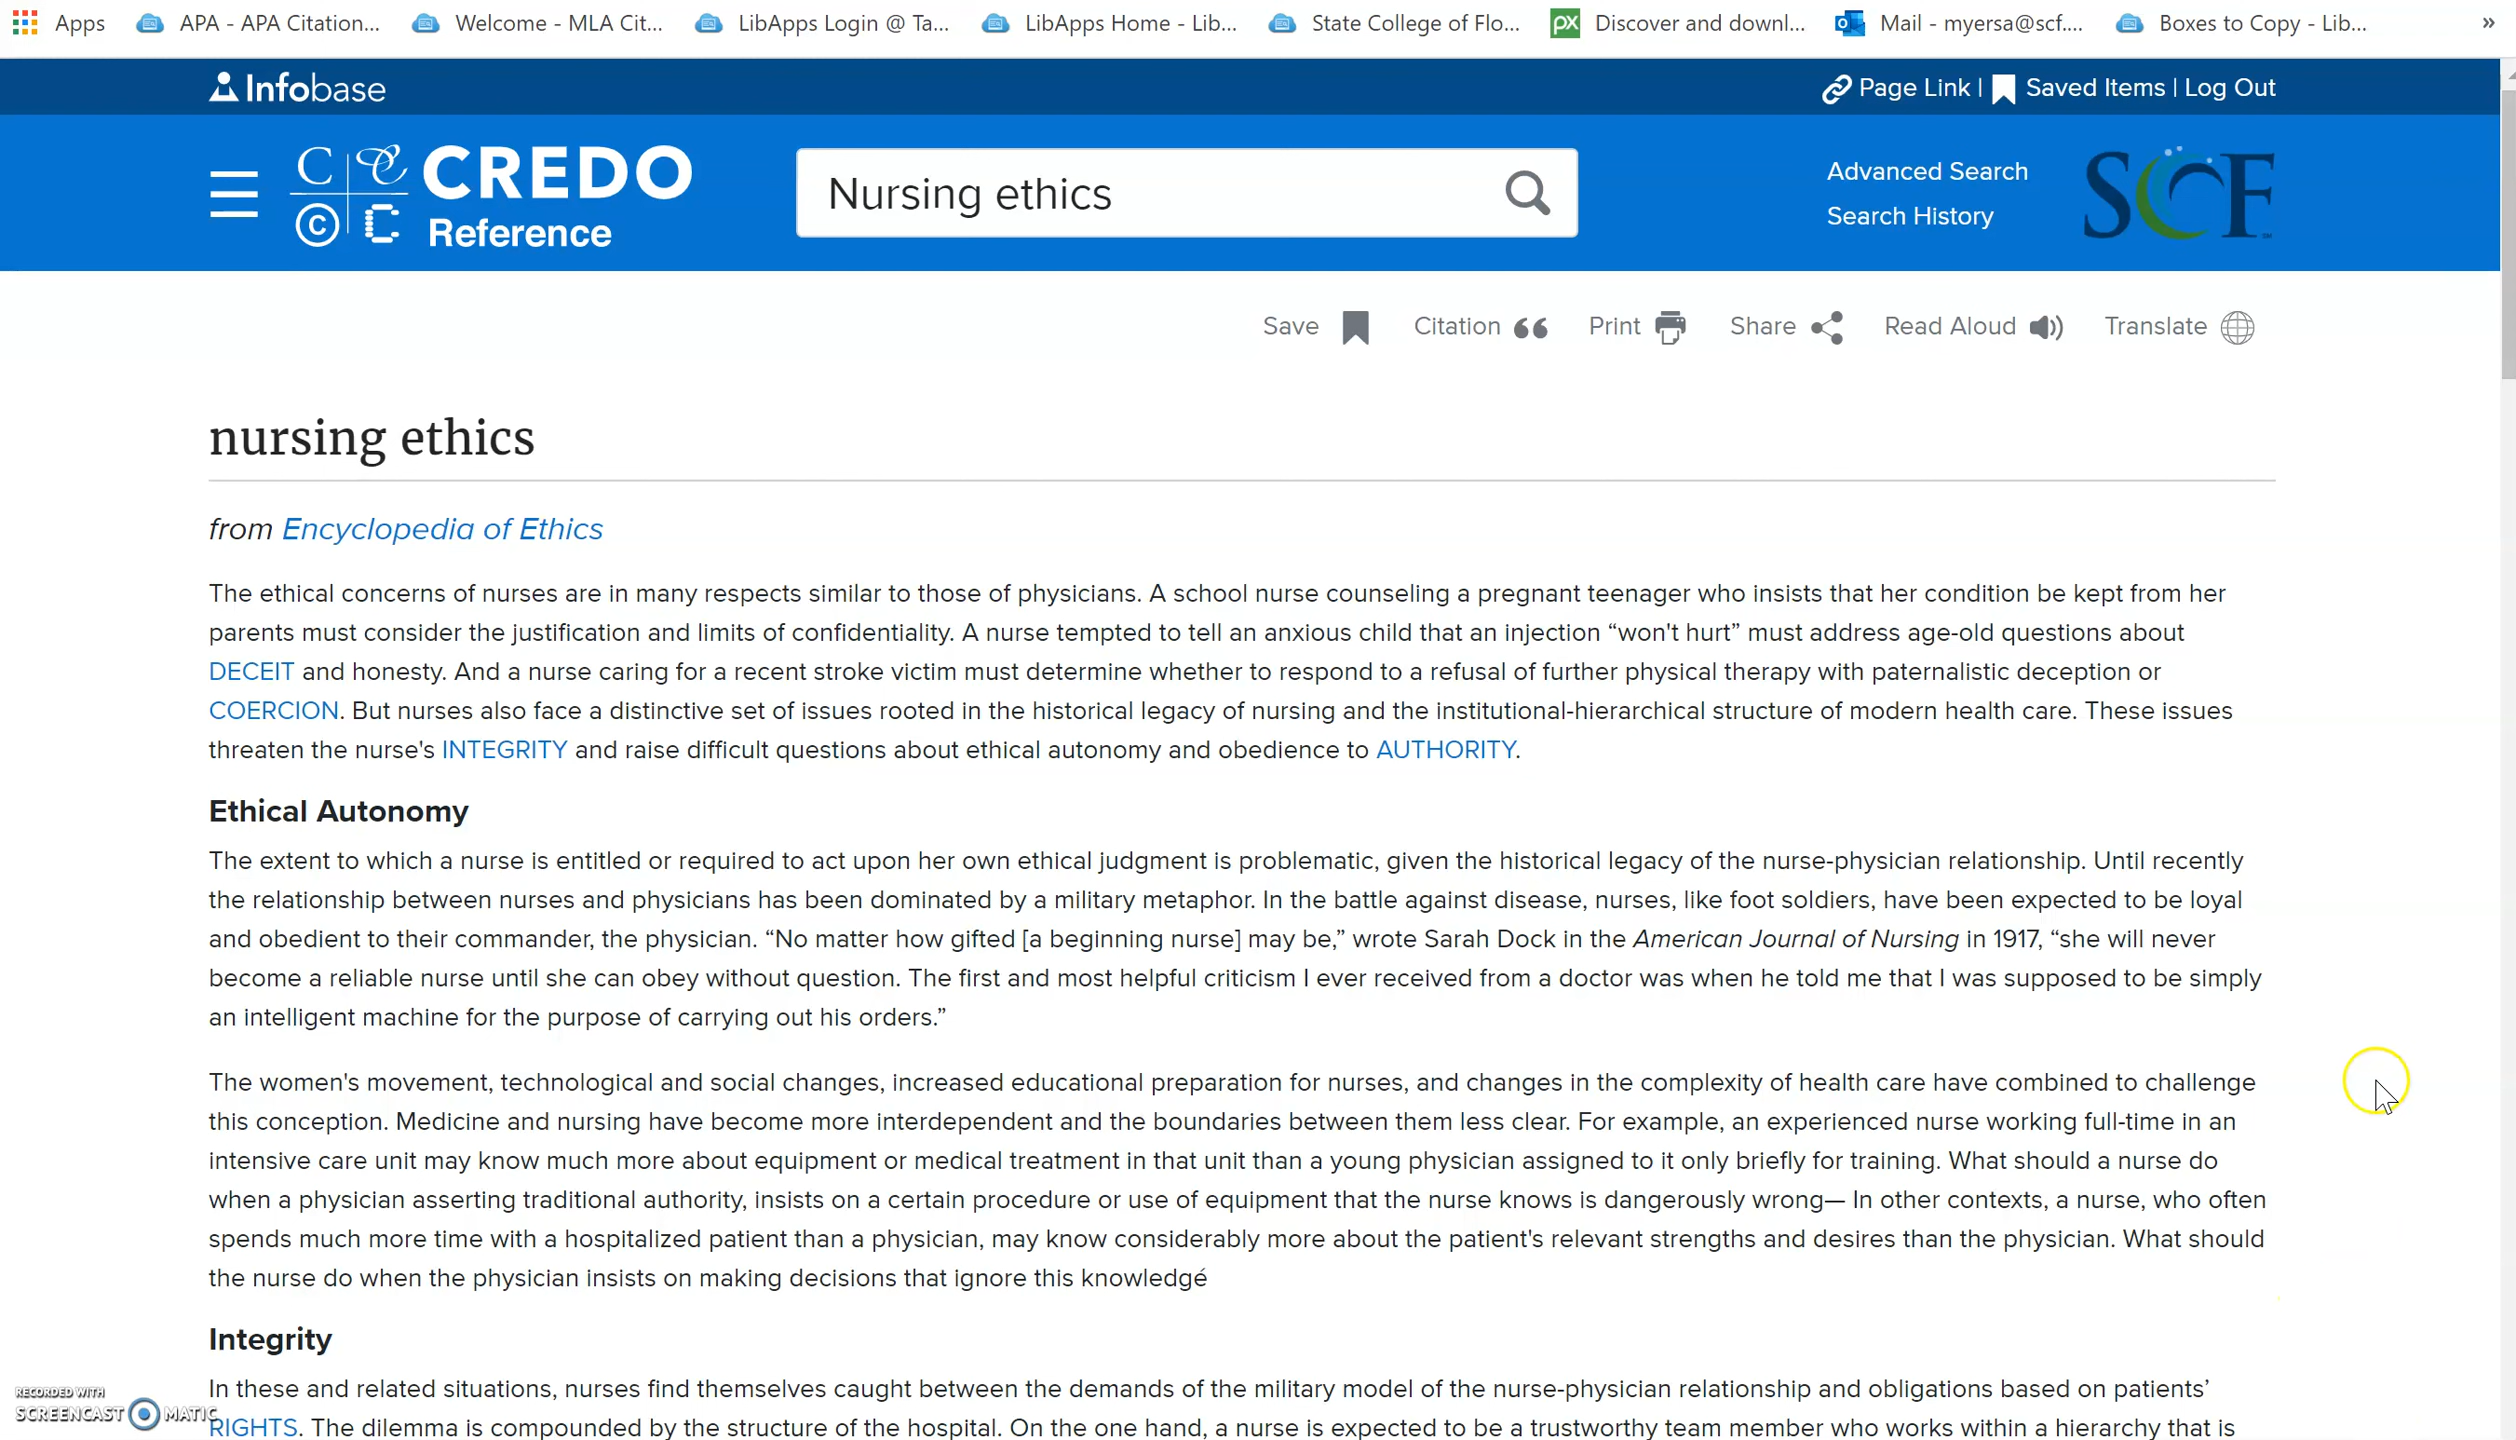 Apps APA - APA Citation... Welcome - MLA Cit... LibApps Login @ Ta... LibApps Home - Lib... State College of Flo... px Discover and downl... Mail - myersa@scf.... Boxes to Copy - Lib... »
Infobase Page Link | Saved Items | Log Out
CREDO Reference
Nursing ethics
Advanced Search
Search History
SCF
Save Citation Print Share Read Aloud Translate
nursing ethics
from Encyclopedia of Ethics
The ethical concerns of nurses are in many respects similar to those of physicians. A school nurse counseling a pregnant teenager who insists that her condition be kept from her
parents must consider the justification and limits of confidentiality. A nurse tempted to tell an anxious child that an injection “won't hurt” must address age-old questions about
DECEIT and honesty. And a nurse caring for a recent stroke victim must determine whether to respond to a refusal of further physical therapy with paternalistic deception or
COERCION. But nurses also face a distinctive set of issues rooted in the historical legacy of nursing and the institutional-hierarchical structure of modern health care. These issues
threaten the nurse's INTEGRITY and raise difficult questions about ethical autonomy and obedience to AUTHORITY.
Ethical Autonomy
The extent to which a nurse is entitled or required to act upon her own ethical judgment is problematic, given the historical legacy of the nurse-physician relationship. Until recently
the relationship between nurses and physicians has been dominated by a military metaphor. In the battle against disease, nurses, like foot soldiers, have been expected to be loyal
and obedient to their commander, the physician. “No matter how gifted [a beginning nurse] may be,” wrote Sarah Dock in the American Journal of Nursing in 1917, “she will never
become a reliable nurse until she can obey without question. The first and most helpful criticism I ever received from a doctor was when he told me that I was supposed to be simply
an intelligent machine for the purpose of carrying out his orders.”
The women's movement, technological and social changes, increased educational preparation for nurses, and changes in the complexity of health care have combined to challenge
this conception. Medicine and nursing have become more interdependent and the boundaries between them less clear. For example, an experienced nurse working full-time in an
intensive care unit may know much more about equipment or medical treatment in that unit than a young physician assigned to it only briefly for training. What should a nurse do
when a physician asserting traditional authority, insists on a certain procedure or use of equipment that the nurse knows is dangerously wrong— In other contexts, a nurse, who often
spends much more time with a hospitalized patient than a physician, may know considerably more about the patient's relevant strengths and desires than the physician. What should
the nurse do when the physician insists on making decisions that ignore this knowledgé
Integrity
In these and related situations, nurses find themselves caught between the demands of the military model of the nurse-physician relationship and obligations based on patients’
RIGHTS. The dilemma is compounded by the structure of the hospital. On the one hand, a nurse is expected to be a trustworthy team member who works within a hierarchy that is
RECORDED WITH
SCREENCAST MATIC